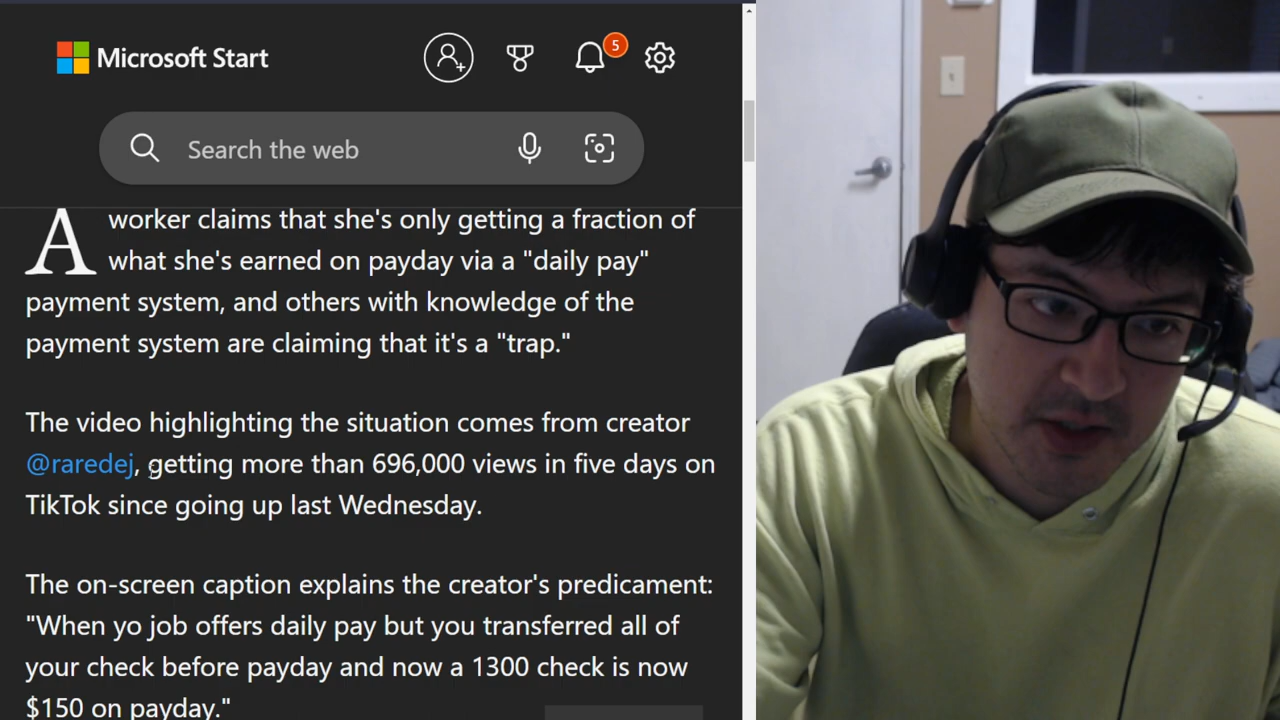 Microsoft Start
5
Search the web
A worker claims that she's only getting a fraction of
what she's earned on payday via a "daily pay"
payment system, and others with knowledge of the
payment system are claiming that it's a "trap."
The video highlighting the situation comes from creator
@raredej, getting more than 696,000 views in five days on
TikTok since going up last Wednesday.
The on-screen caption explains the creator's predicament:
"When yo job offers daily pay but you transferred all of
your check before payday and now a 1300 check is now
$150 on payday."